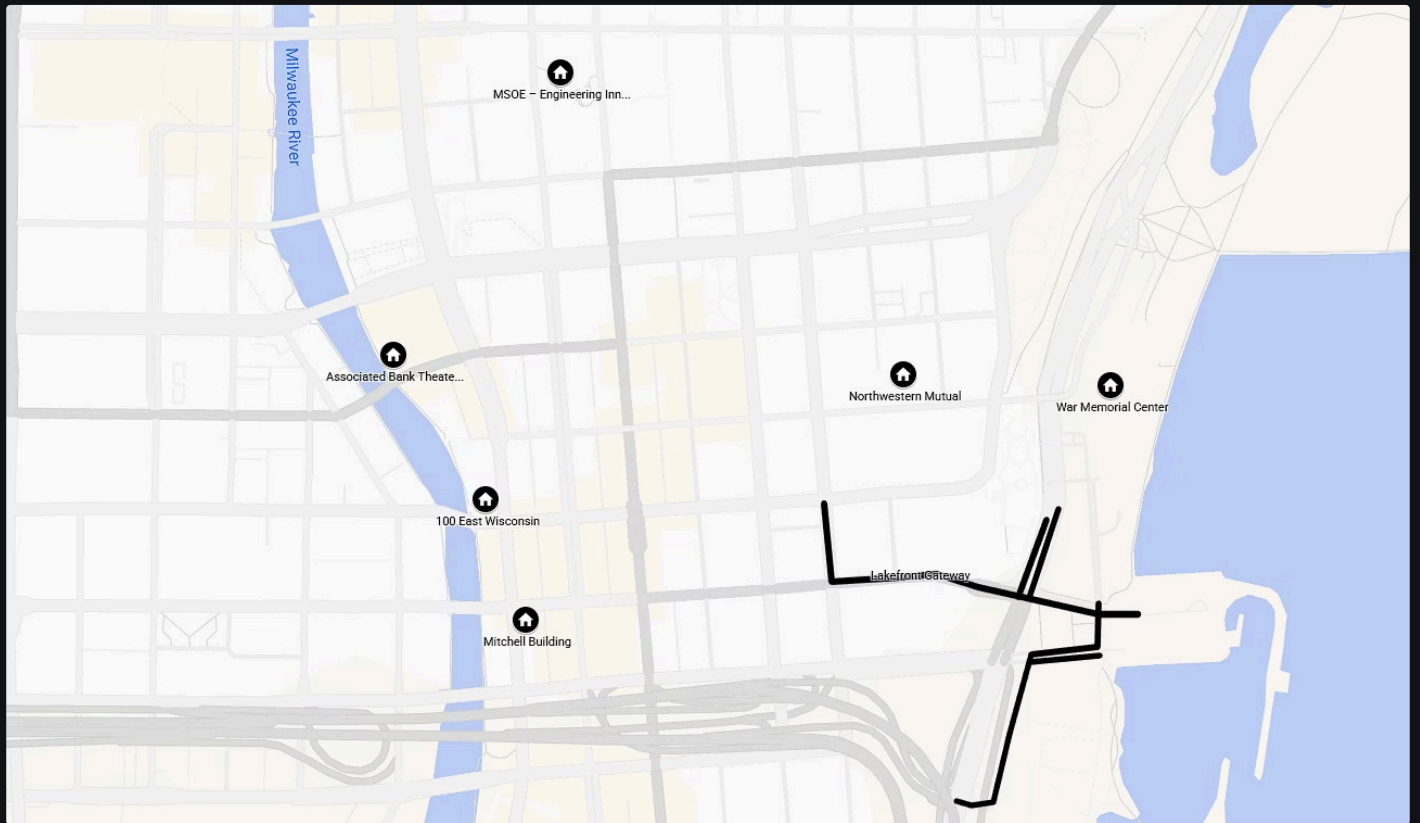 Milwaukee River
MSOE – Engineering Inn...
Associated Bank Theate...
Northwestern Mutual
War Memorial Center
100 East Wisconsin
Lakefront Gateway
Mitchell Building